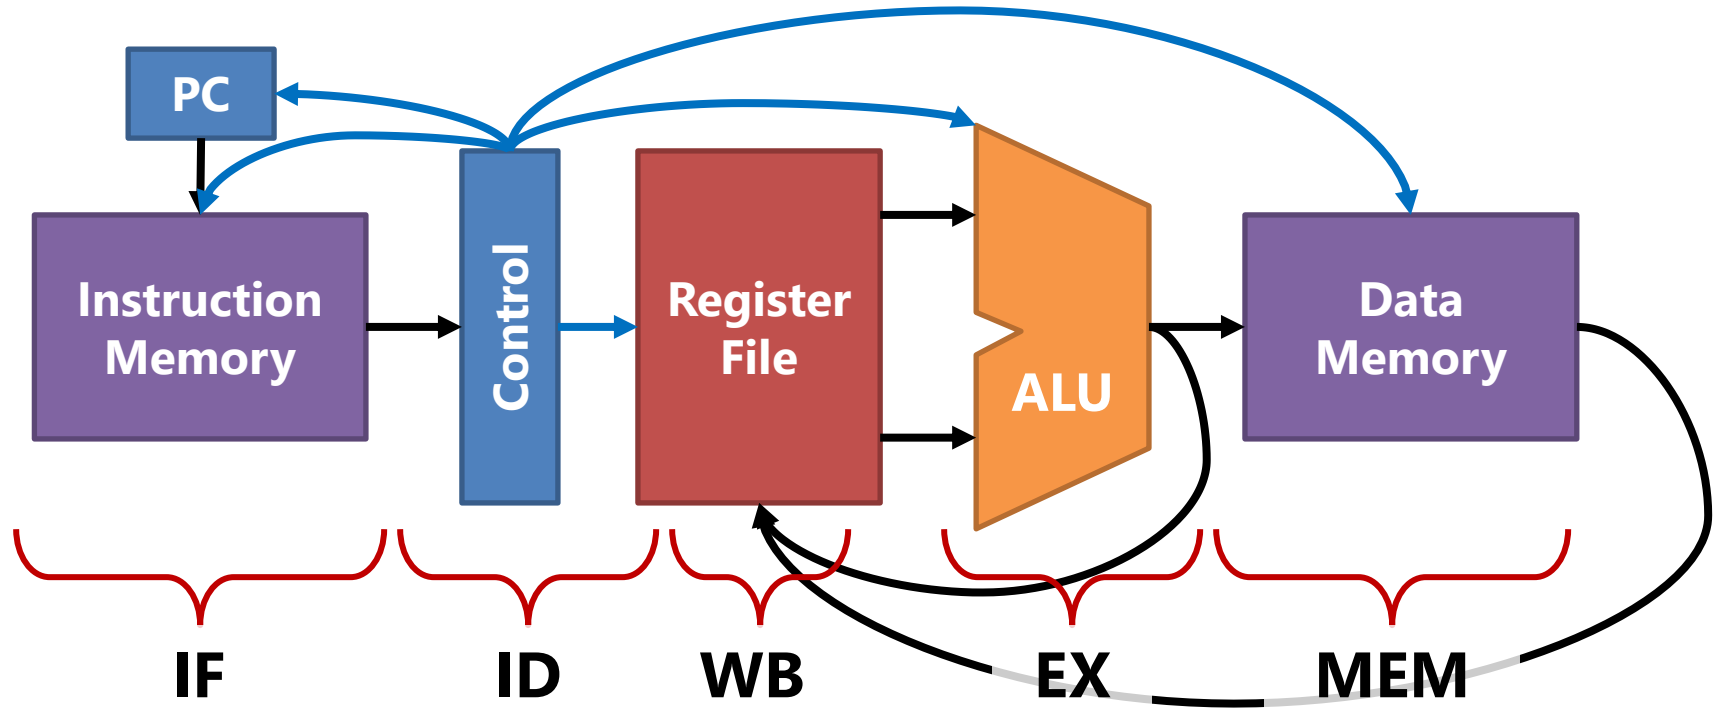 PC
Instruction
Memory
Control
Register
File
ALU
Data
Memory
IF
ID
WB
EX
MEM